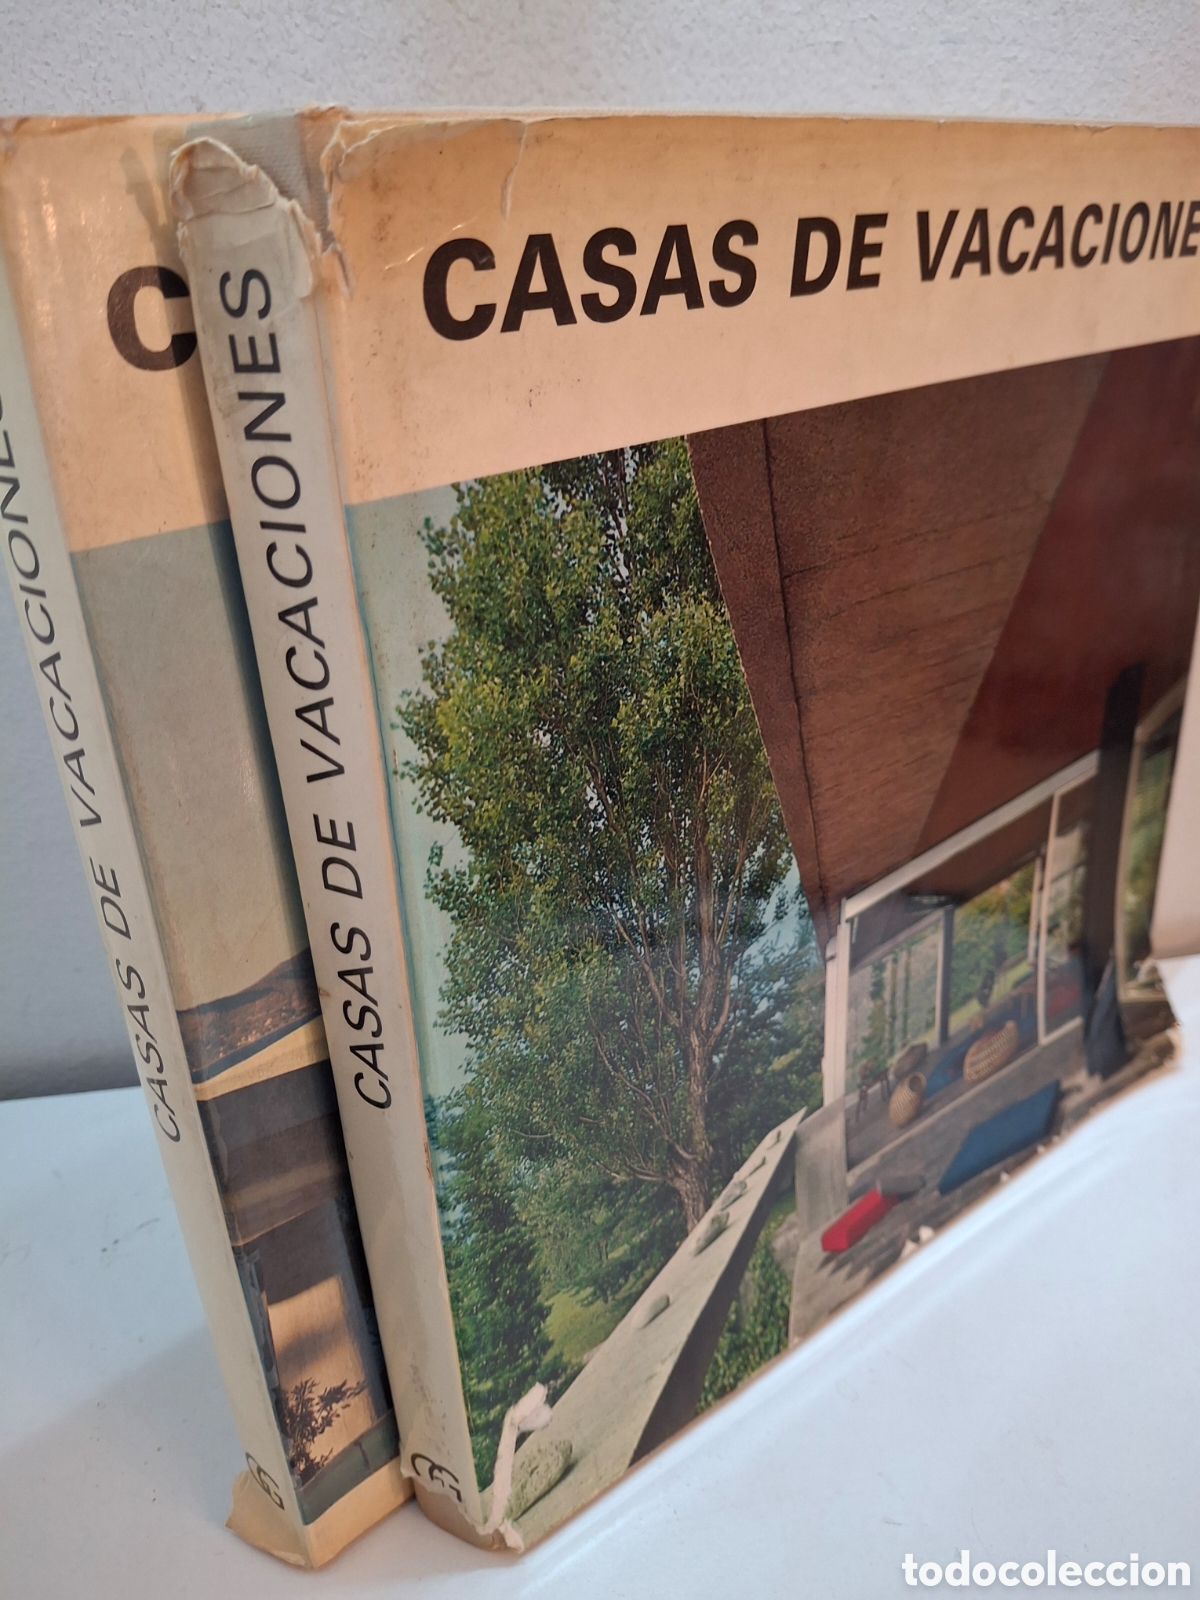 CASAS DE VACACIONE
C
CASAS DE VACACIONES
CASAS DE VACACIONES
todocoleccion